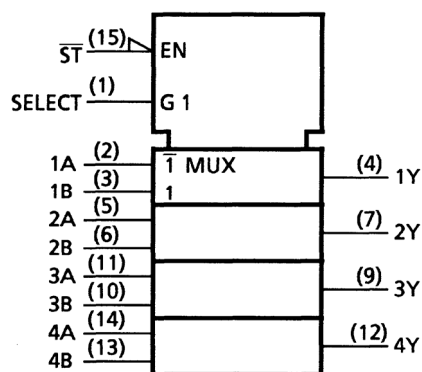 S̅T̅ (15) EN
SELECT (1) G 1
1A (2) 1̅ MUX (4) 1Y
1B (3) 1
2A (5) (7) 2Y
2B (6)
3A (11) (9) 3Y
3B (10)
4A (14) (12) 4Y
4B (13)